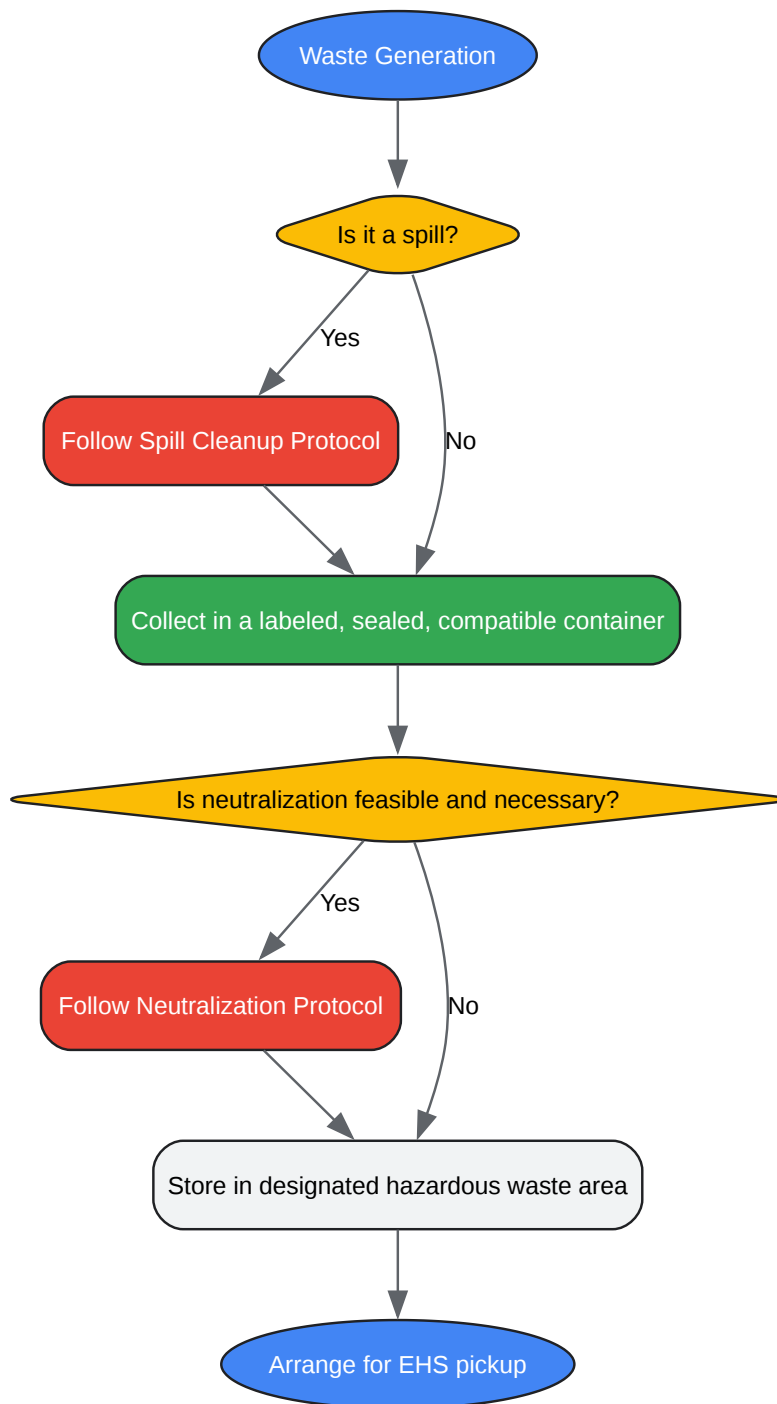 Waste Generation
Is it a spill?
Yes
Follow Spill Cleanup Protocol
No
Collect in a labeled, sealed, compatible container
Is neutralization feasible and necessary?
Yes
Follow Neutralization Protocol
No
Store in designated hazardous waste area
Arrange for EHS pickup